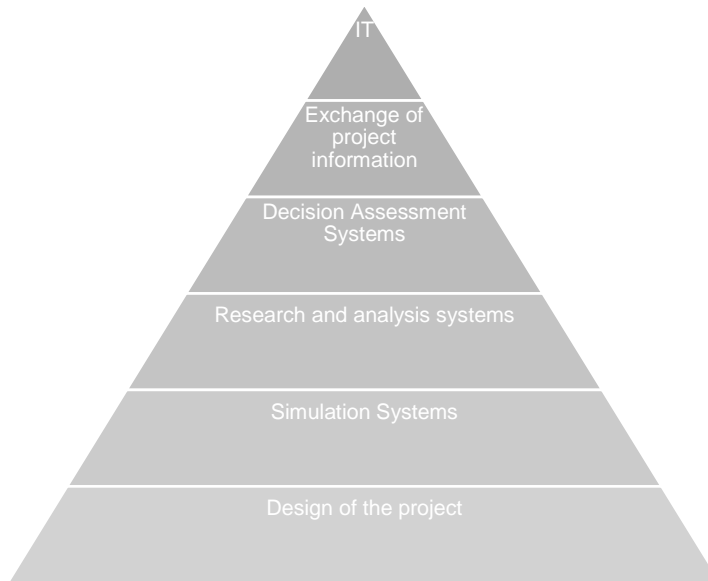 IT
Exchange of
project
information
Decision Assessment
Systems
Research and analysis systems
Simulation Systems
Design of the project